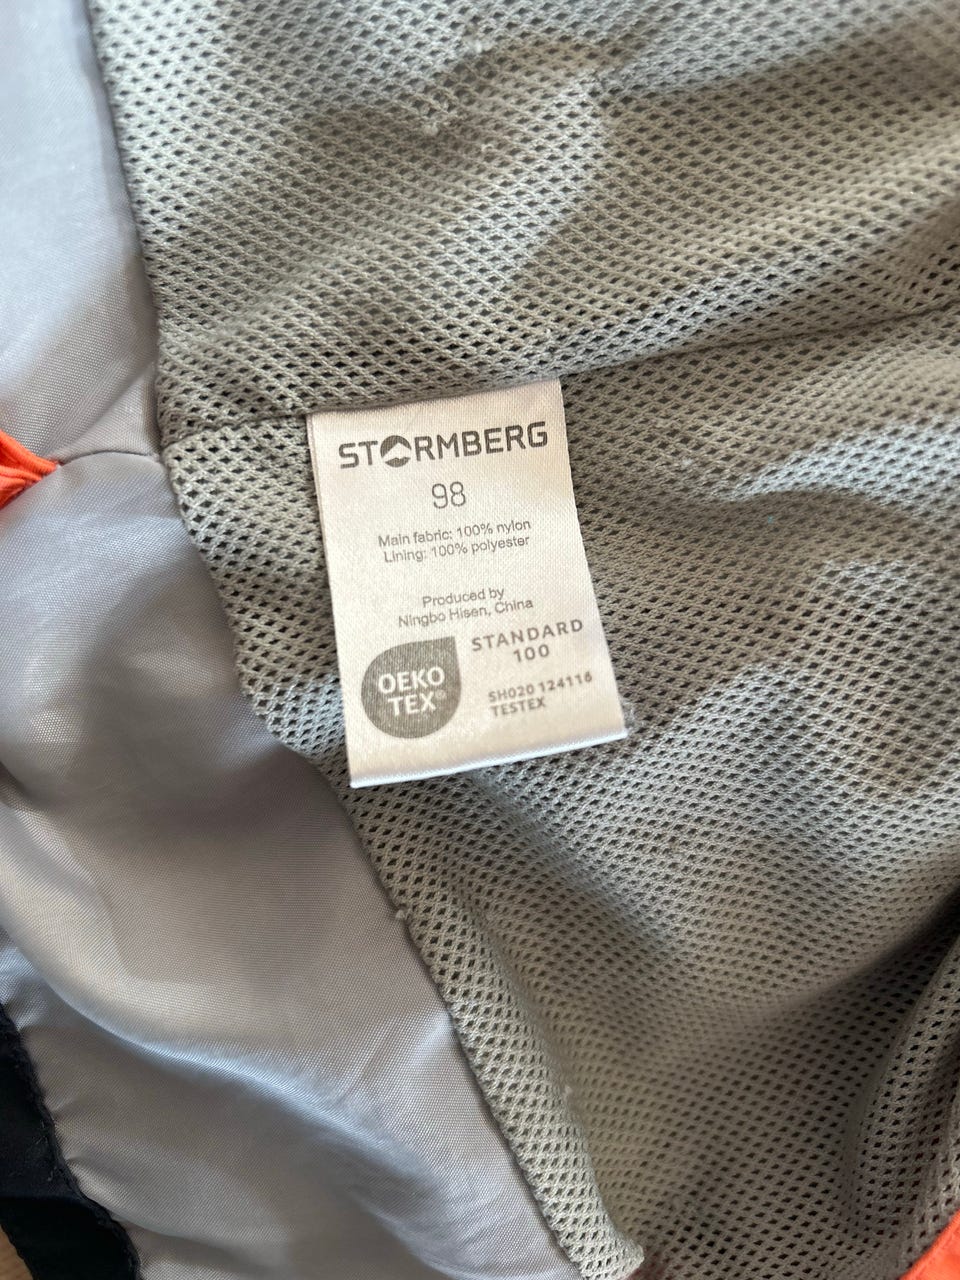 STORMBERG
98
Main fabric: 100% nylon
Lining: 100% polyester
Produced by
Ningbo Hisen, China
OEKO
TEX®
STANDARD
100
SH020 124116
TESTEX